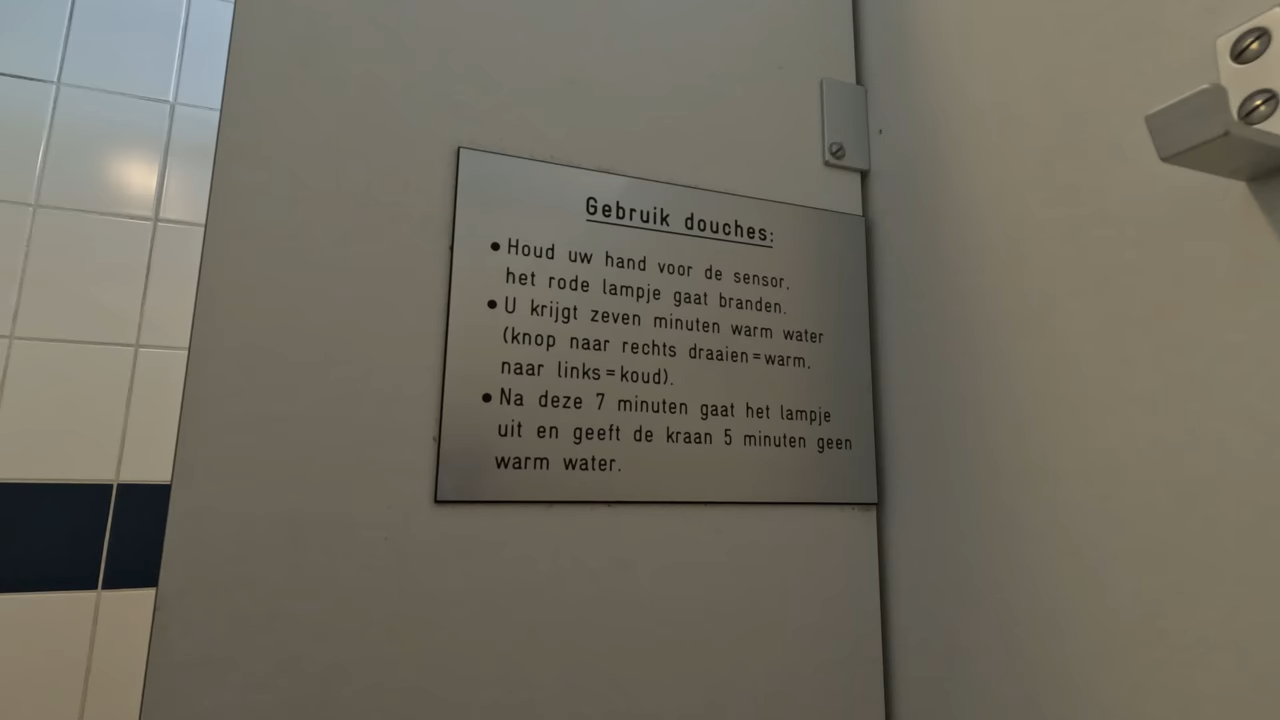 Gebruik douches:
● Houd uw hand voor de sensor,
het rode lampje gaat branden.
● U krijgt zeven minuten warm water
(knop naar rechts draaien=warm,
naar links=koud).
● Na deze 7 minuten gaat het lampje
uit en geeft de kraan 5 minuten geen
warm water.